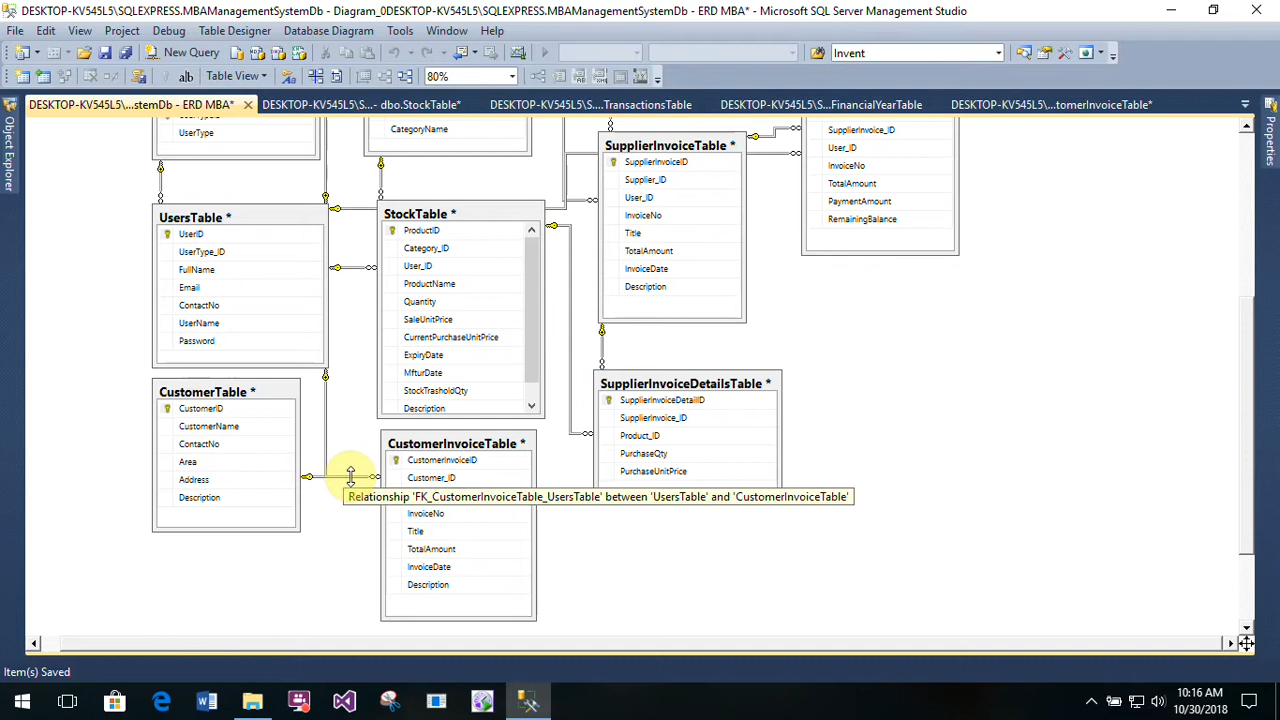 DESKTOP-KV545L5\SQLEXPRESS.MBAManagementSystemDb - Diagram_0DESKTOP-KV545L5\SQLEXPRESS.MBAManagementSystemDb - ERD MBA* - Microsoft SQL Server Management Studio
File Edit View Project Debug Table Designer Database Diagram Tools Window Help
New Query Invent
Table View 80%
DESKTOP-KV545L5\...stemDb - ERD MBA* DESKTOP-KV545L5\S... - dbo.StockTable* DESKTOP-KV545L5\S....TransactionsTable DESKTOP-KV545L5\S...FinancialYearTable DESKTOP-KV545L5\...tomerInvoiceTable*
Object Explorer
Properties
UserType
CategoryName
UsersTable *
UserID
UserType_ID
FullName
Email
ContactNo
UserName
Password
StockTable *
ProductID
Category_ID
User_ID
ProductName
Quantity
SaleUnitPrice
CurrentPurchaseUnitPrice
ExpiryDate
MfturDate
StockTrasholdQty
Description
SupplierInvoiceTable *
SupplierInvoiceID
Supplier_ID
User_ID
InvoiceNo
Title
TotalAmount
InvoiceDate
Description
SupplierInvoice_ID
User_ID
InvoiceNo
TotalAmount
PaymentAmount
RemainingBalance
CustomerTable *
CustomerID
CustomerName
ContactNo
Area
Address
Description
CustomerInvoiceTable *
CustomerInvoiceID
Customer_ID
InvoiceNo
Title
TotalAmount
InvoiceDate
Description
SupplierInvoiceDetailsTable *
SupplierInvoiceDetailID
SupplierInvoice_ID
Product_ID
PurchaseQty
PurchaseUnitPrice
Relationship 'FK_CustomerInvoiceTable_UsersTable' between 'UsersTable' and 'CustomerInvoiceTable'
Item(s) Saved
10:16 AM
10/30/2018